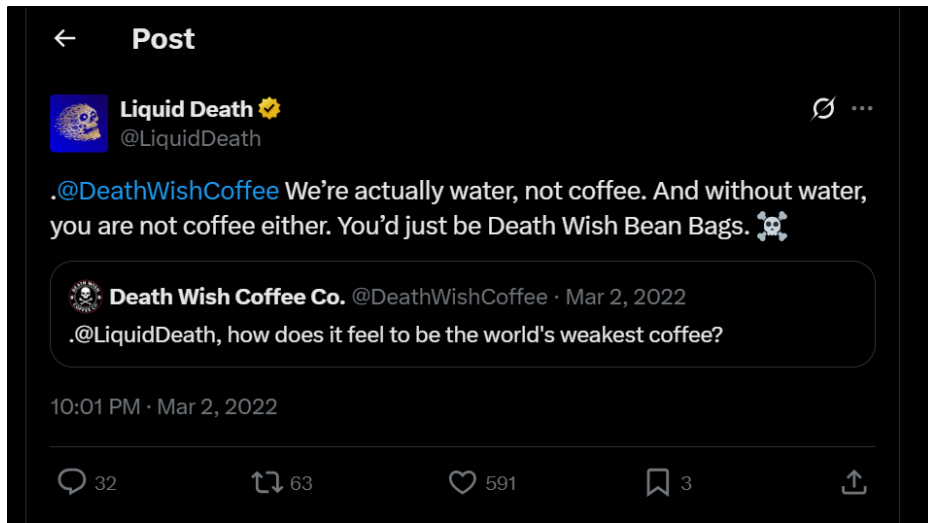 Post
Liquid Death
@LiquidDeath
.@DeathWishCoffee We’re actually water, not coffee. And without water,
you are not coffee either. You’d just be Death Wish Bean Bags. ☠️
Death Wish Coffee Co. @DeathWishCoffee · Mar 2, 2022
.@LiquidDeath, how does it feel to be the world's weakest coffee?
10:01 PM · Mar 2, 2022
32 63 591 3